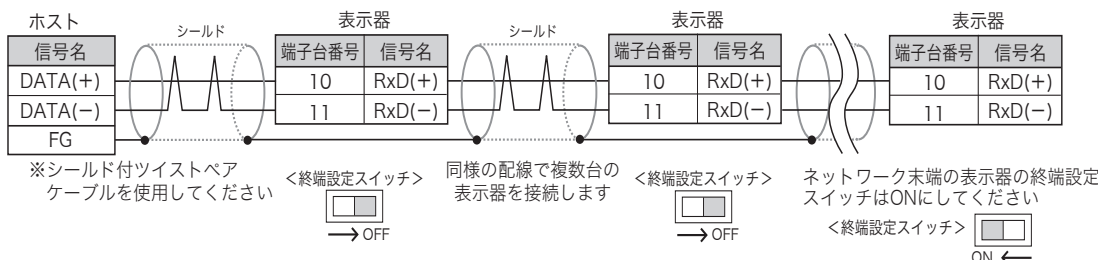 ホスト
信号名
DATA(+)
DATA(−)
FG
シールド
表示器
端子台番号 信号名
10 RxD(+)
11 RxD(−)
シールド
表示器
端子台番号 信号名
10 RxD(+)
11 RxD(−)
表示器
端子台番号 信号名
10 RxD(+)
11 RxD(−)
※シールド付ツイストペア
ケーブルを使用してください
<終端設定スイッチ>
OFF
同様の配線で複数台の
表示器を接続します
<終端設定スイッチ>
OFF
ネットワーク末端の表示器の終端設定
スイッチはONにしてください
<終端設定スイッチ>
ON